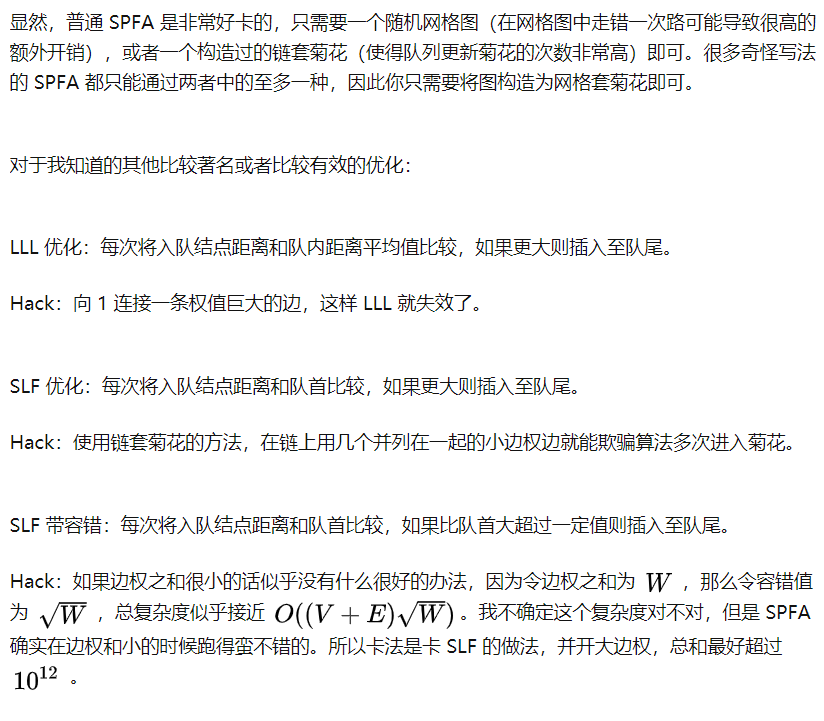 显然，普通 SPFA 是非常好卡的，只需要一个随机网格图（在网格图中走错一次路可能导致很高的
额外开销），或者一个构造过的链套菊花（使得队列更新菊花的次数非常高）即可。很多奇怪写法
的 SPFA 都只能通过两者中的至多一种，因此你只需要将图构造为网格套菊花即可。
对于我知道的其他比较著名或者比较有效的优化：
LLL 优化：每次将入队结点距离和队内距离平均值比较，如果更大则插入至队尾。
Hack：向 1 连接一条权值巨大的边，这样 LLL 就失效了。
SLF 优化：每次将入队结点距离和队首比较，如果更大则插入至队尾。
Hack：使用链套菊花的方法，在链上用几个并列在一起的小边权边就能欺骗算法多次进入菊花。
SLF 带容错：每次将入队结点距离和队首比较，如果比队首大超过一定值则插入至队尾。
Hack：如果边权之和很小的话似乎没有什么很好的办法，因为令边权之和为 W ，那么令容错值
为 √W ，总复杂度似乎接近 O((V + E)√W) 。我不确定这个复杂度对不对，但是 SPFA
确实在边权和小的时候跑得蛮不错的。所以卡法是卡 SLF 的做法，并开大边权，总和最好超过
10¹² 。